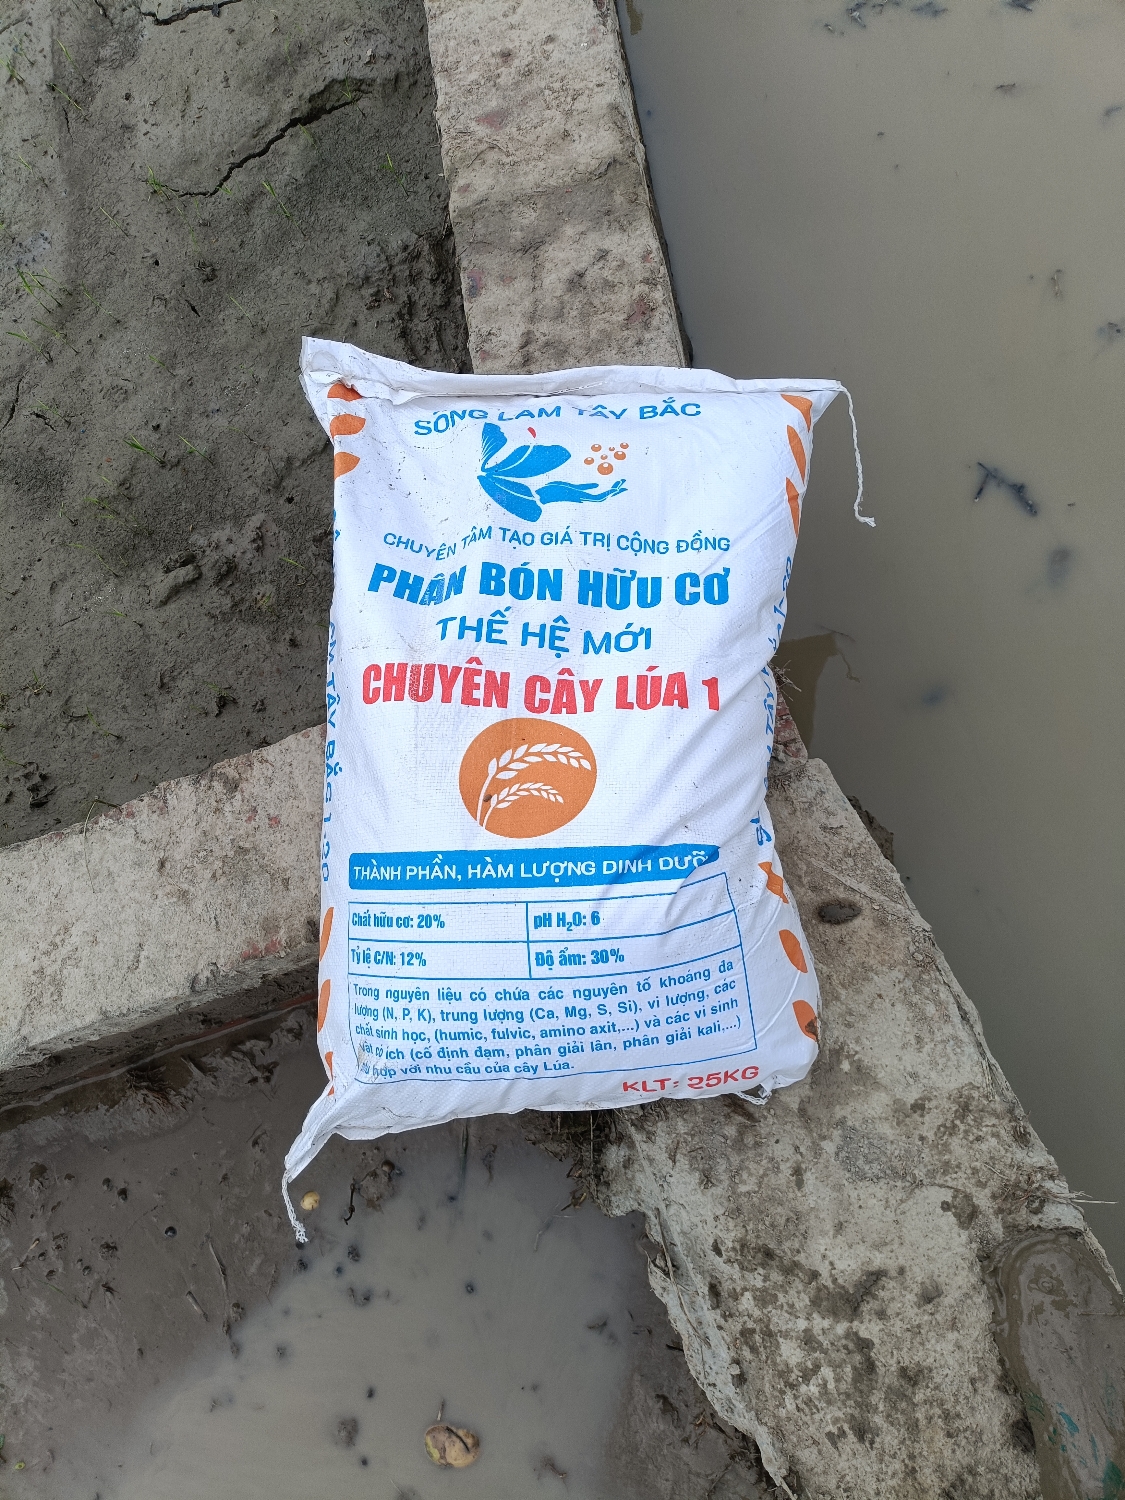 SÔNG LAM TÂY BẮC
CHUYÊN TÂM TẠO GIÁ TRỊ CỘNG ĐỒNG
PHÂN BÓN HỮU CƠ
THẾ HỆ MỚI
CHUYÊN CÂY LÚA 1
THÀNH PHẦN, HÀM LƯỢNG DINH DƯỠ
Chất hữu cơ: 20%
pH H₂O: 6
Tỷ lệ C/N: 12%
Độ ẩm: 30%
Trong nguyên liệu có chứa các nguyên tố khoáng đa
lượng (N, P, K), trung lượng (Ca, Mg, S, Si), vi lượng, các
chất sinh học, (humic, fulvic, amino axit,...) và các vi sinh
vật có ích (cố định đạm, phân giải lân, phân giải kali,...)
hợp với nhu cầu của cây Lúa.
KLT: 25KG
TÂY BẮC 1-20